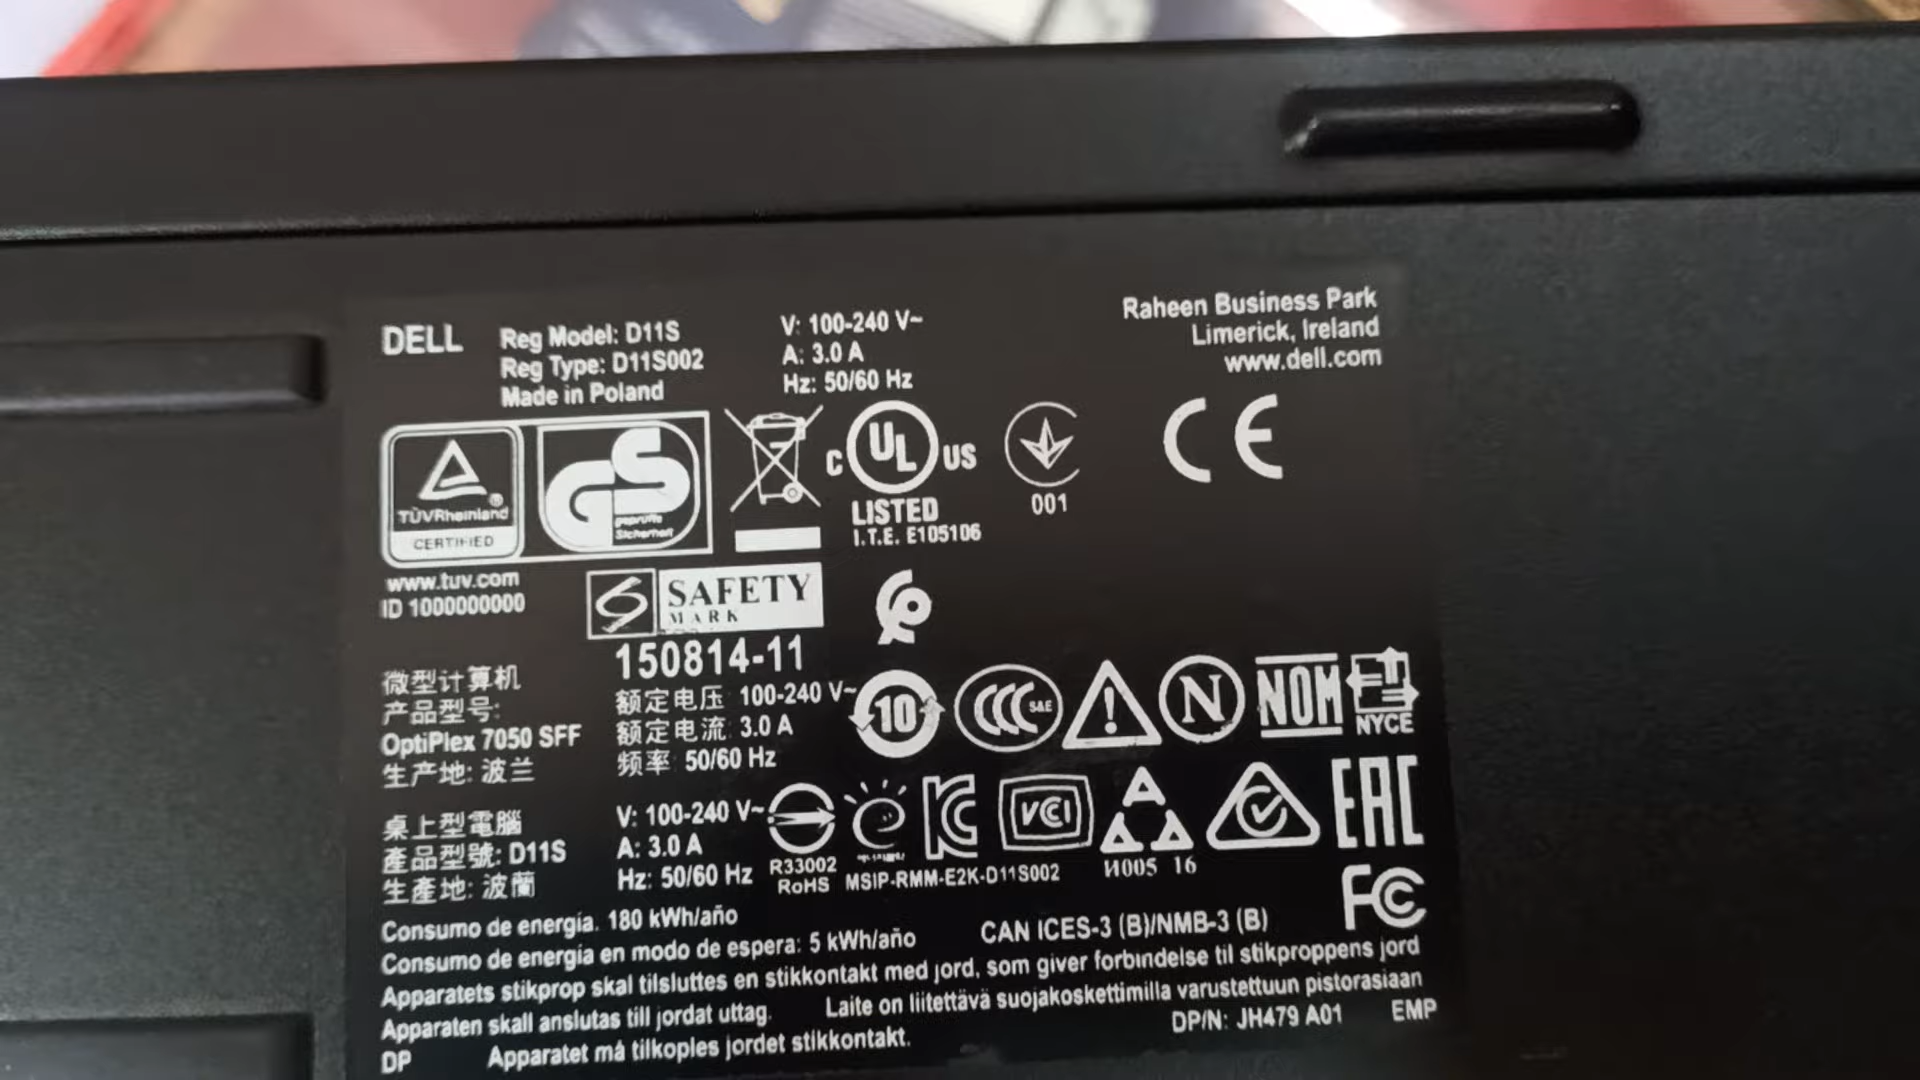 DELL
Reg Model: D11S
Reg Type: D11S002
Made in Poland
V: 100-240 V~
A: 3.0 A
Hz: 50/60 Hz
Raheen Business Park
Limerick, Ireland
www.dell.com
TÜVRheinland
CERTIFIED
GS
geprüfte
Sicherheit
C UL US
LISTED
I.T.E. E105106
001
CE
www.tuv.com
ID 1000000000
SAFETY
MARK
150814-11
微型计算机
产品型号:
OptiPlex 7050 SFF
生产地: 波兰
额定电压: 100-240 V~
额定电流: 3.0 A
频率: 50/60 Hz
10
CCC S&E
N
NOM
NYCE
桌上型電腦
產品型號: D11S
生產地: 波蘭
V: 100-240 V~
A: 3.0 A
Hz: 50/60 Hz
R33002
RoHS
MSIP-RMM-E2K-D11S002
VCI
И005 16
EAC
FC
Consumo de energía. 180 kWh/año
Consumo de energía en modo de espera: 5 kWh/año
CAN ICES-3 (B)/NMB-3 (B)
Apparatets stikprop skal tilsluttes en stikkontakt med jord, som giver forbindelse til stikproppens jord
Apparaten skall anslutas till jordat uttag.
Laite on liitettävä suojakoskettimilla varustettuun pistorasiaan
DP
Apparatet må tilkoples jordet stikkontakt.
DP/N: JH479 A01
EMP